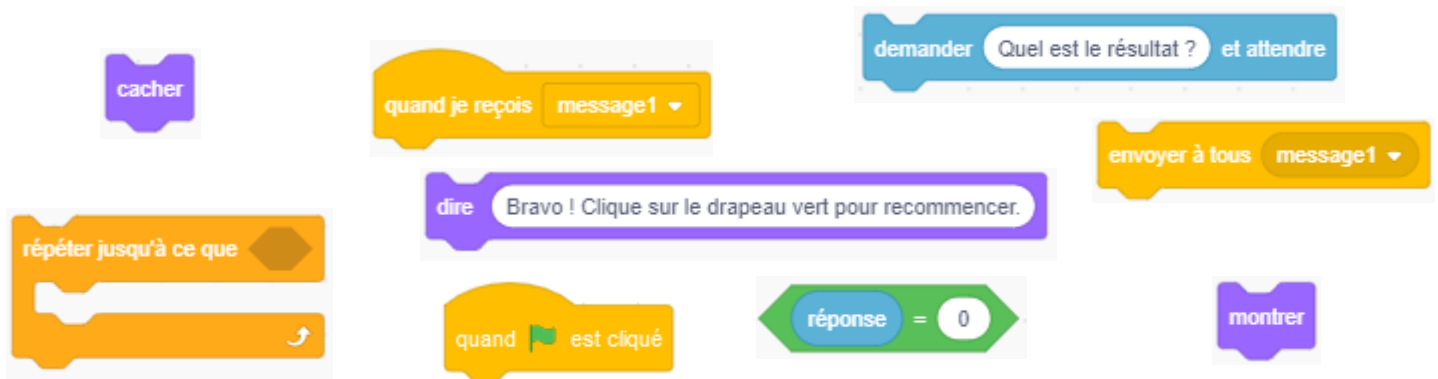 demander Quel est le résultat ? et attendre
cacher
quand je reçois message1
envoyer à tous message1
dire Bravo ! Clique sur le drapeau vert pour recommencer.
répéter jusqu'à ce que
quand est cliqué
réponse = 0
montrer